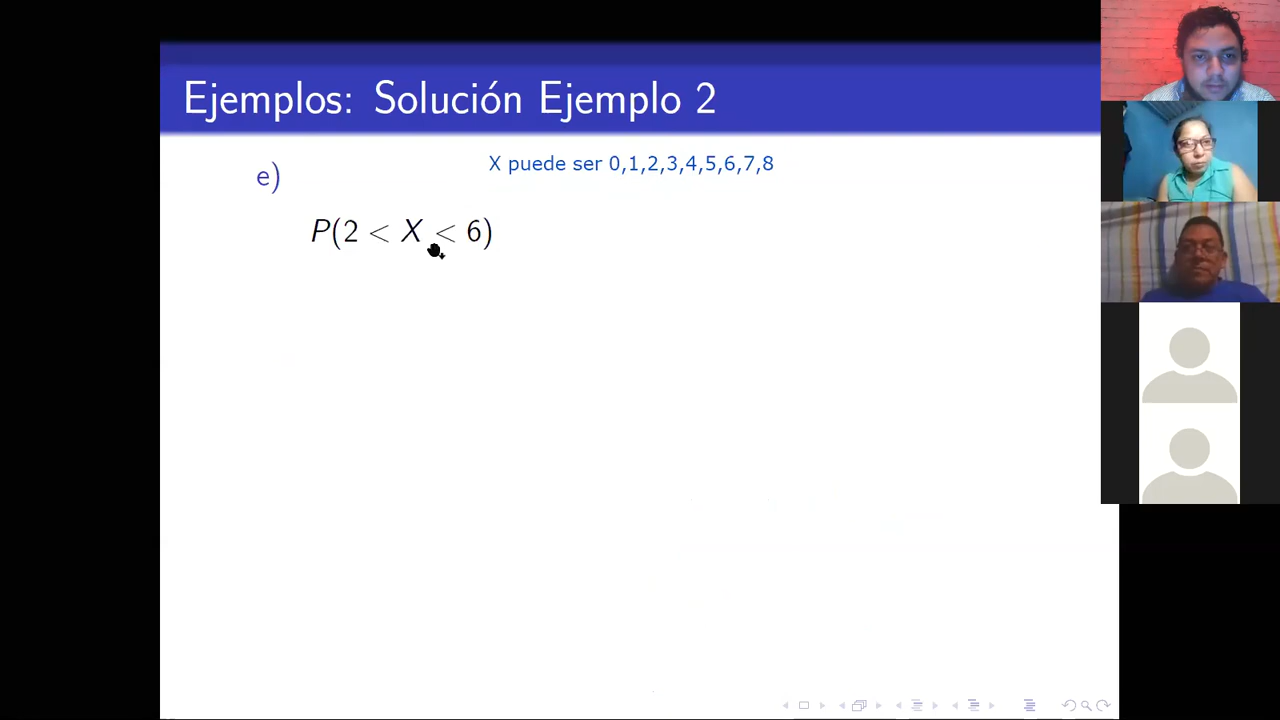 Ejemplos: Solución Ejemplo 2
X puede ser 0,1,2,3,4,5,6,7,8
e)
P(2 < X < 6)